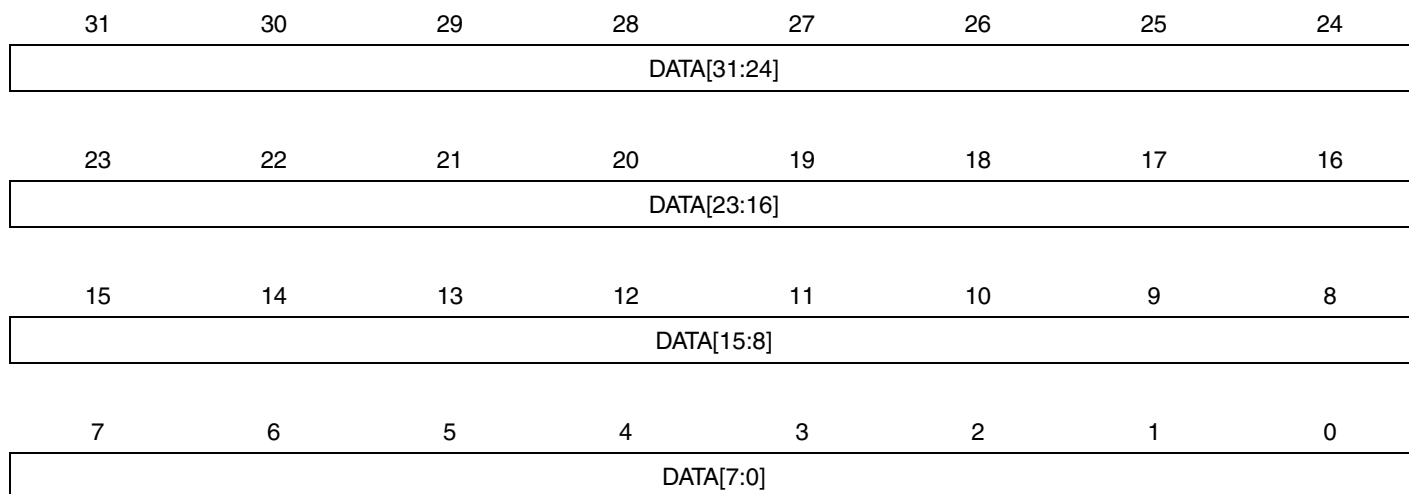 31 30 29 28 27 26 25 24
DATA[31:24]
23 22 21 20 19 18 17 16
DATA[23:16]
15 14 13 12 11 10 9 8
DATA[15:8]
7 6 5 4 3 2 1 0
DATA[7:0]